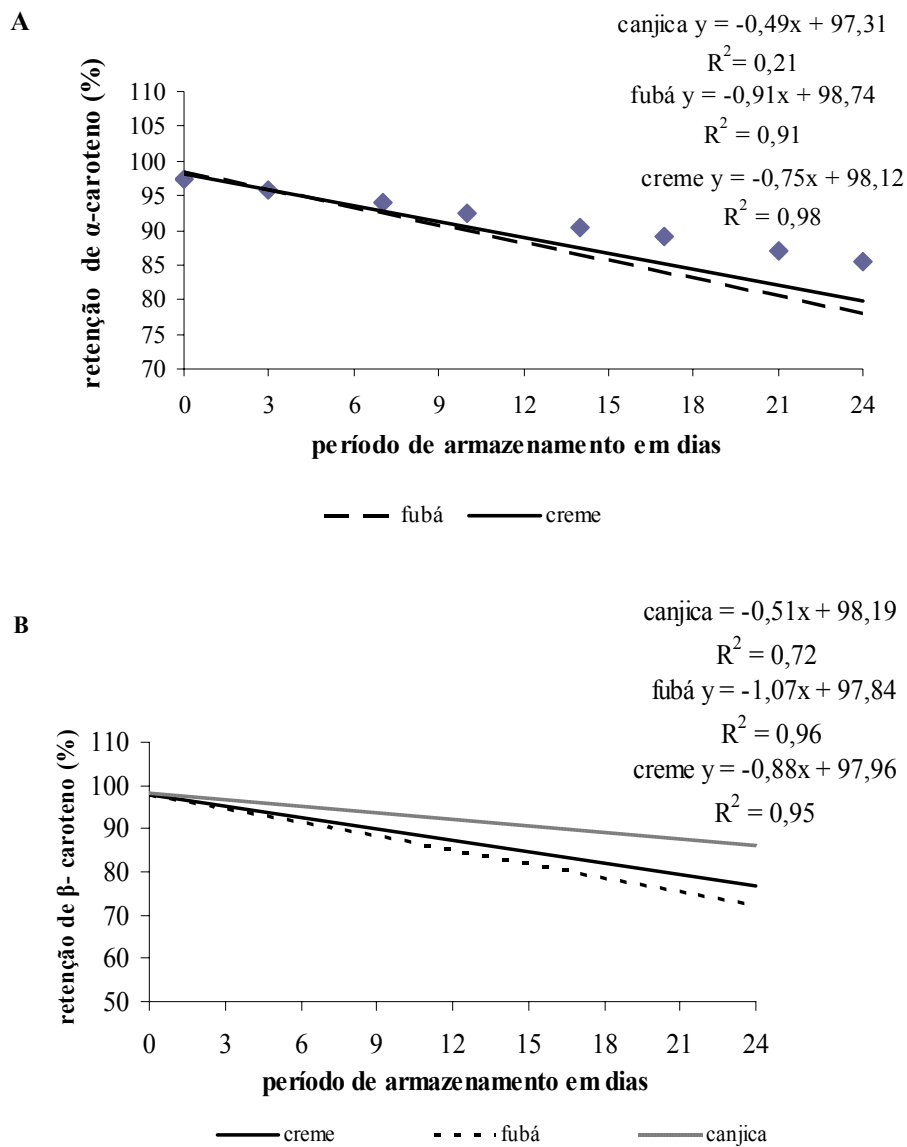 A
canjica y = -0,49x + 97,31
R²= 0,21
fubá y = -0,91x + 98,74
R² = 0,91
creme y = -0,75x + 98,12
R² = 0,98
retenção de α-caroteno (%)
110
105
100
95
90
85
80
75
70
0 3 6 9 12 15 18 21 24
período de armazenamento em dias
fubá creme
B
canjica = -0,51x + 98,19
R² = 0,72
fubá y = -1,07x + 97,84
R² = 0,96
creme y = -0,88x + 97,96
R² = 0,95
retenção de β- caroteno (%)
110
100
90
80
70
60
50
0 3 6 9 12 15 18 21 24
período de armazenamento em dias
creme fubá canjica